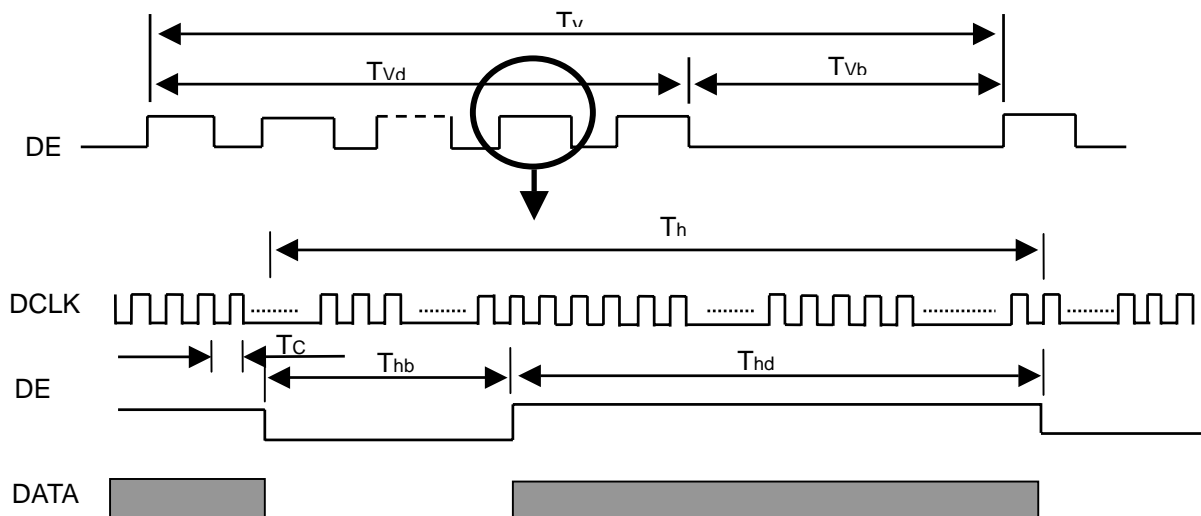 Tv
TVd
TVb
DE
Th
DCLK
TC
Thb
Thd
DE
DATA